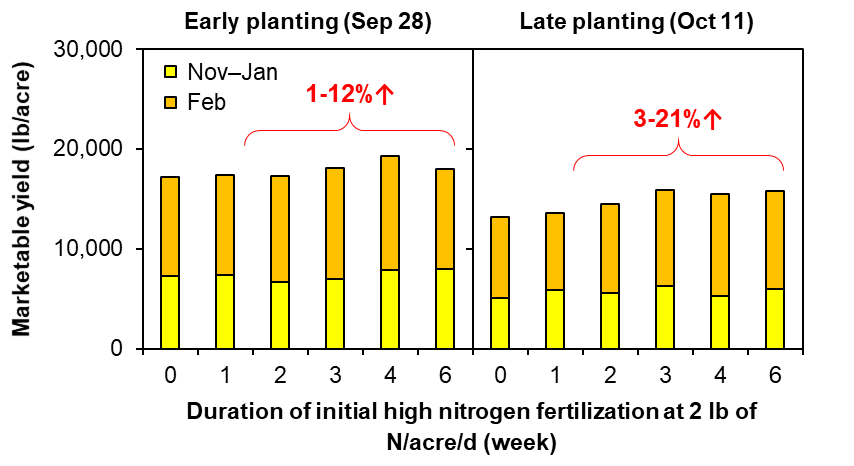 Early planting (Sep 28)
Late planting (Oct 11)
Marketable yield (lb/acre)
30,000
20,000
10,000
0
Nov–Jan
Feb
1-12%↑
3-21%↑
0 1 2 3 4 6
0 1 2 3 4 6
Duration of initial high nitrogen fertilization at 2 lb of
N/acre/d (week)